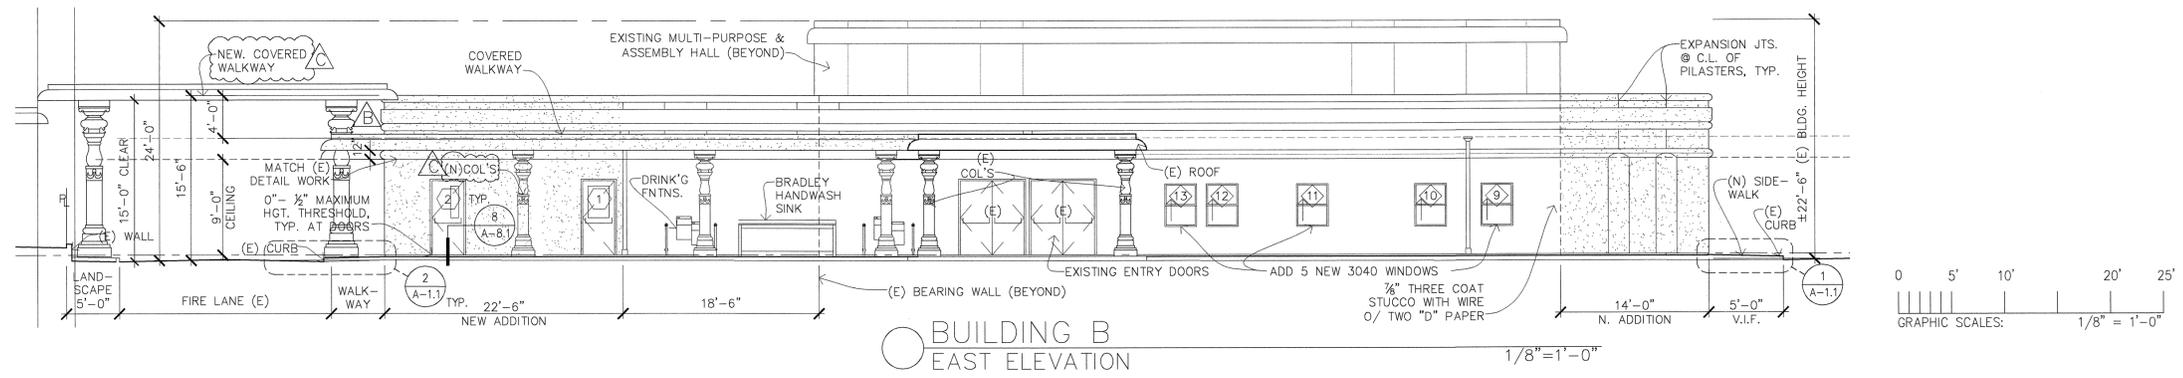 NEW. COVERED
WALKWAY
C
COVERED
WALKWAY
EXISTING MULTI-PURPOSE &
ASSEMBLY HALL (BEYOND)
EXPANSION JTS.
@ C.L. OF
PILASTERS, TYP.
±22'-6" (E) BLDG. HEIGHT
24'-0"
15'-0" CLEAR
15'-6"
4'-0"
9'-0"
CEILING
12"
B
C
(N)COL'S
MATCH (E)
DETAIL WORK
0"- ½" MAXIMUM
HGT. THRESHOLD,
TYP. AT DOORS
2
TYP.
8
A-8.1
1
DRINK'G
FNTNS.
BRADLEY
HANDWASH
SINK
(E)
COL'S
(E)
(E)
(E) ROOF
13
12
11
10
9
(N) SIDE-
WALK
(E)
CURB
PL
(E) WALL
(E) CURB
2
A-1.1
TYP.
EXISTING ENTRY DOORS
ADD 5 NEW 3040 WINDOWS
(E) BEARING WALL (BEYOND)
⅞" THREE COAT
STUCCO WITH WIRE
O/ TWO "D" PAPER
1
A-1.1
LAND-
SCAPE
5'-0"
FIRE LANE (E)
WALK-
WAY
22'-6"
NEW ADDITION
18'-6"
14'-0"
N. ADDITION
5'-0"
V.I.F.
BUILDING B
EAST ELEVATION
1/8"=1'-0"
0 5' 10' 20' 25'
GRAPHIC SCALES: 1/8" = 1'-0"